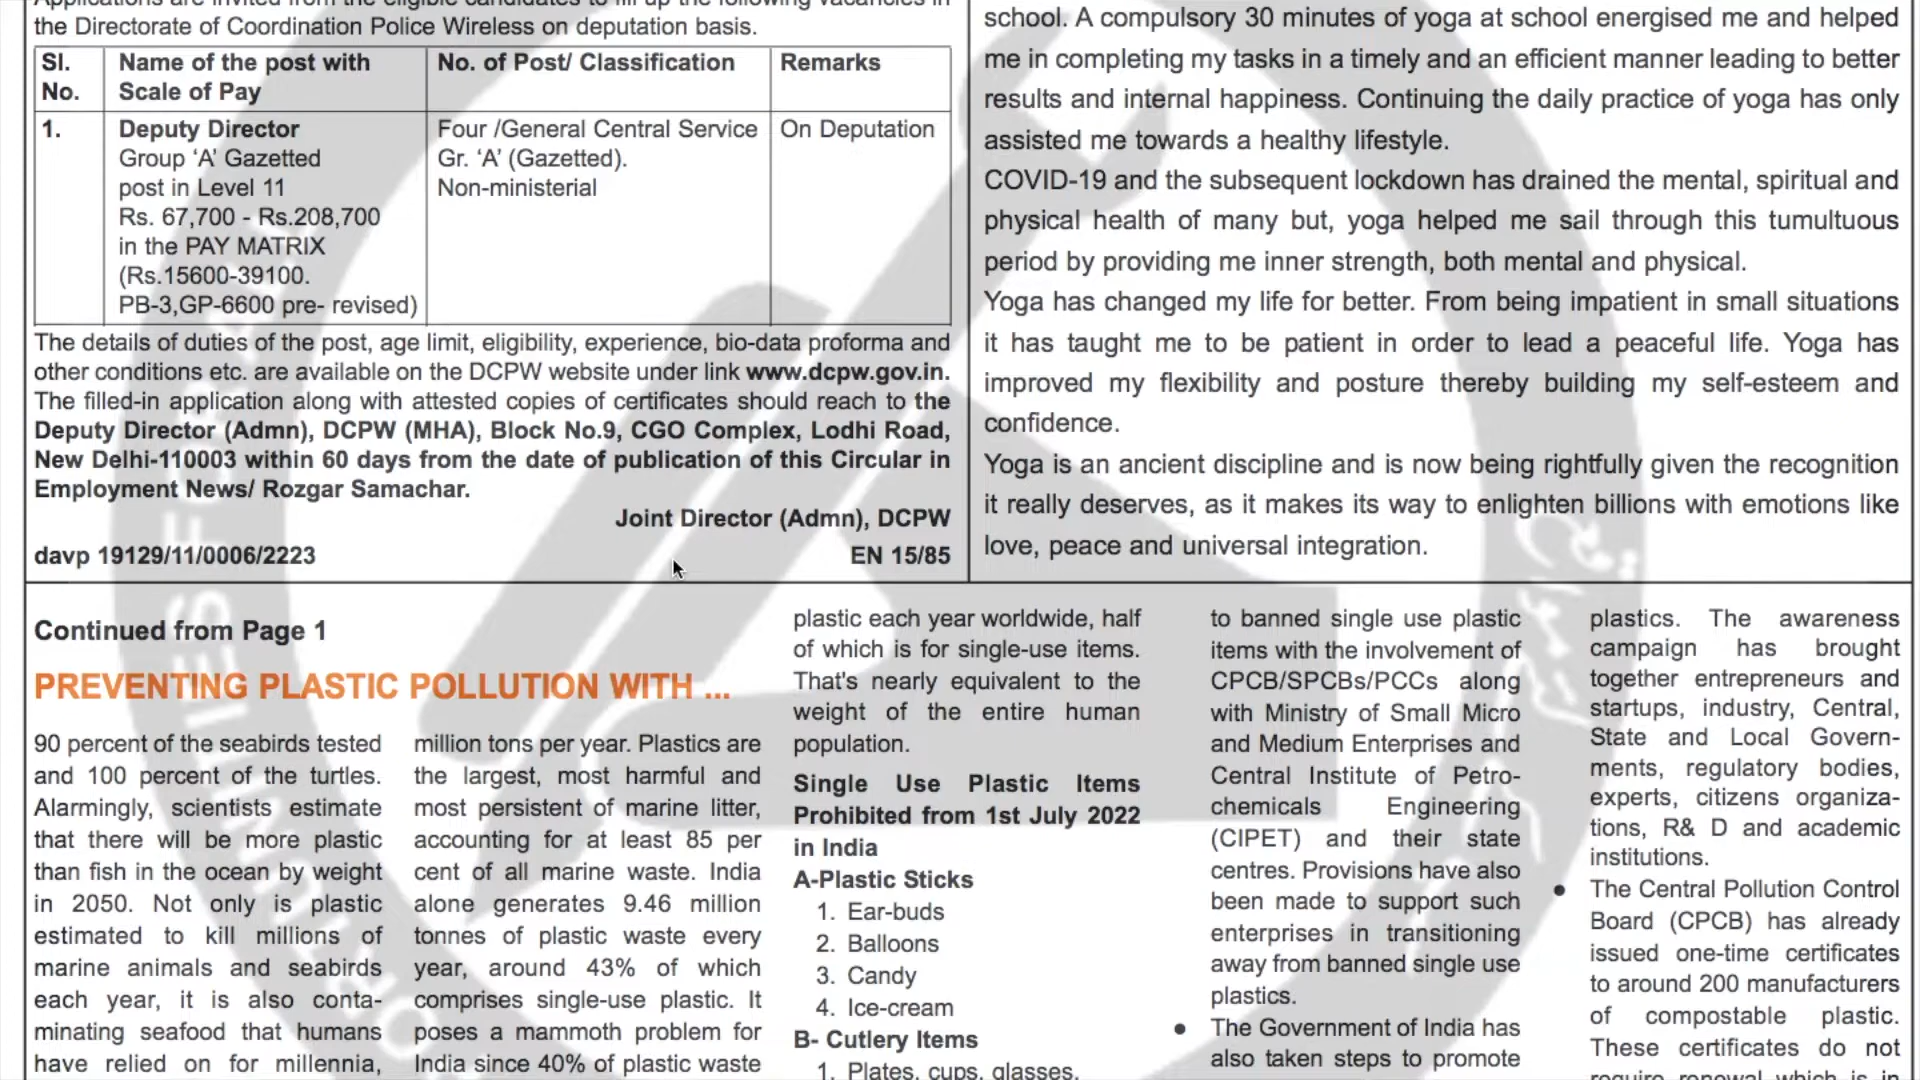 Applications are invited from the eligible candidates to fill up the following vacancies in
the Directorate of Coordination Police Wireless on deputation basis.
Sl. No.
Name of the post with Scale of Pay
No. of Post/ Classification
Remarks
1.
Deputy Director
Group ‘A’ Gazetted
post in Level 11
Rs. 67,700 - Rs.208,700
in the PAY MATRIX
(Rs.15600-39100.
PB-3,GP-6600 pre- revised)
Four /General Central Service
Gr. ‘A’ (Gazetted).
Non-ministerial
On Deputation
The details of duties of the post, age limit, eligibility, experience, bio-data proforma and
other conditions etc. are available on the DCPW website under link www.dcpw.gov.in.
The filled-in application along with attested copies of certificates should reach to the
Deputy Director (Admn), DCPW (MHA), Block No.9, CGO Complex, Lodhi Road,
New Delhi-110003 within 60 days from the date of publication of this Circular in
Employment News/ Rozgar Samachar.
Joint Director (Admn), DCPW
davp 19129/11/0006/2223
EN 15/85
school. A compulsory 30 minutes of yoga at school energised me and helped
me in completing my tasks in a timely and an efficient manner leading to better
results and internal happiness. Continuing the daily practice of yoga has only
assisted me towards a healthy lifestyle.
COVID-19 and the subsequent lockdown has drained the mental, spiritual and
physical health of many but, yoga helped me sail through this tumultuous
period by providing me inner strength, both mental and physical.
Yoga has changed my life for better. From being impatient in small situations
it has taught me to be patient in order to lead a peaceful life. Yoga has
improved my flexibility and posture thereby building my self-esteem and
confidence.
Yoga is an ancient discipline and is now being rightfully given the recognition
it really deserves, as it makes its way to enlighten billions with emotions like
love, peace and universal integration.
Continued from Page 1
PREVENTING PLASTIC POLLUTION WITH ...
90 percent of the seabirds tested
and 100 percent of the turtles.
Alarmingly, scientists estimate
that there will be more plastic
than fish in the ocean by weight
in 2050. Not only is plastic
estimated to kill millions of
marine animals and seabirds
each year, it is also conta-
minating seafood that humans
have relied on for millennia,
million tons per year. Plastics are
the largest, most harmful and
most persistent of marine litter,
accounting for at least 85 per
cent of all marine waste. India
alone generates 9.46 million
tonnes of plastic waste every
year, around 43% of which
comprises single-use plastic. It
poses a mammoth problem for
India since 40% of plastic waste
plastic each year worldwide, half
of which is for single-use items.
That's nearly equivalent to the
weight of the entire human
population.
Single Use Plastic Items
Prohibited from 1st July 2022
in India
A-Plastic Sticks
1. Ear-buds
2. Balloons
3. Candy
4. Ice-cream
B- Cutlery Items
1. Plates, cups, glasses,
to banned single use plastic
items with the involvement of
CPCB/SPCBs/PCCs along
with Ministry of Small Micro
and Medium Enterprises and
Central Institute of Petro-
chemicals Engineering
(CIPET) and their state
centres. Provisions have also
been made to support such
enterprises in transitioning
away from banned single use
plastics.
● The Government of India has
also taken steps to promote
plastics. The awareness
campaign has brought
together entrepreneurs and
startups, industry, Central,
State and Local Govern-
ments, regulatory bodies,
experts, citizens organiza-
tions, R& D and academic
institutions.
● The Central Pollution Control
Board (CPCB) has already
issued one-time certificates
to around 200 manufacturers
of compostable plastic.
These certificates do not
require renewal which is in